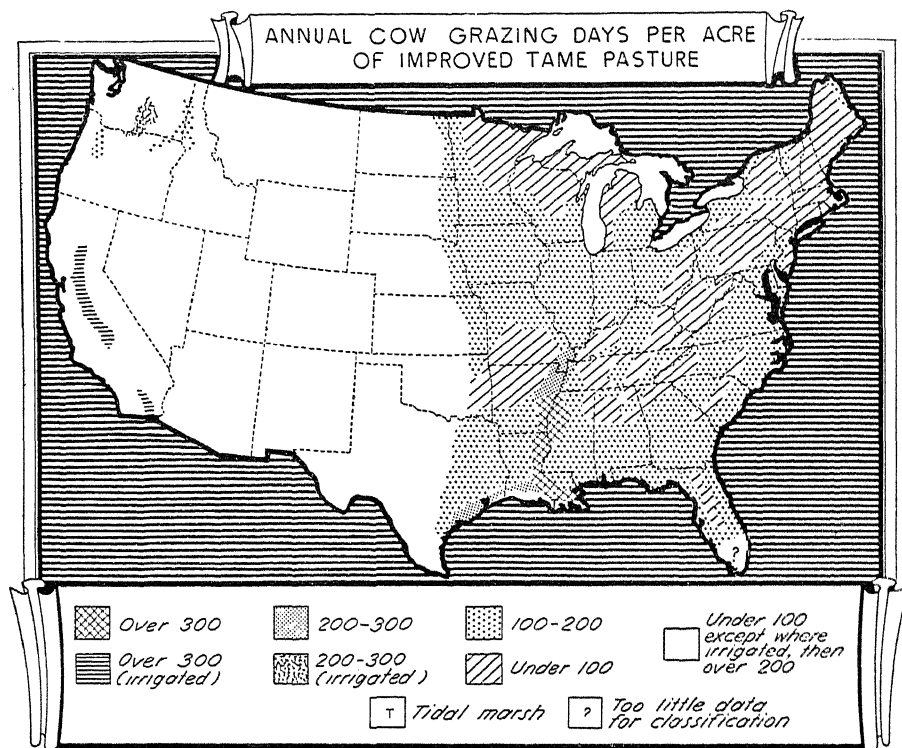 ANNUAL COW GRAZING DAYS PER ACRE
OF IMPROVED TAME PASTURE
?
Over 300
200-300
100-200
Under 100
except where
irrigated, then
over 200
Over 300
(irrigated)
200-300
(irrigated)
Under 100
T Tidal marsh
? Too little data
for classification